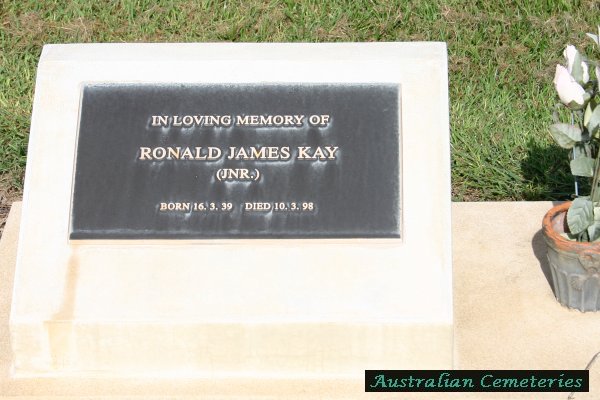 IN LOVING MEMORY OF
RONALD JAMES KAY
(JNR.)
BORN 16. 3. 39 DIED 10. 3. 98
Australian Cemeteries